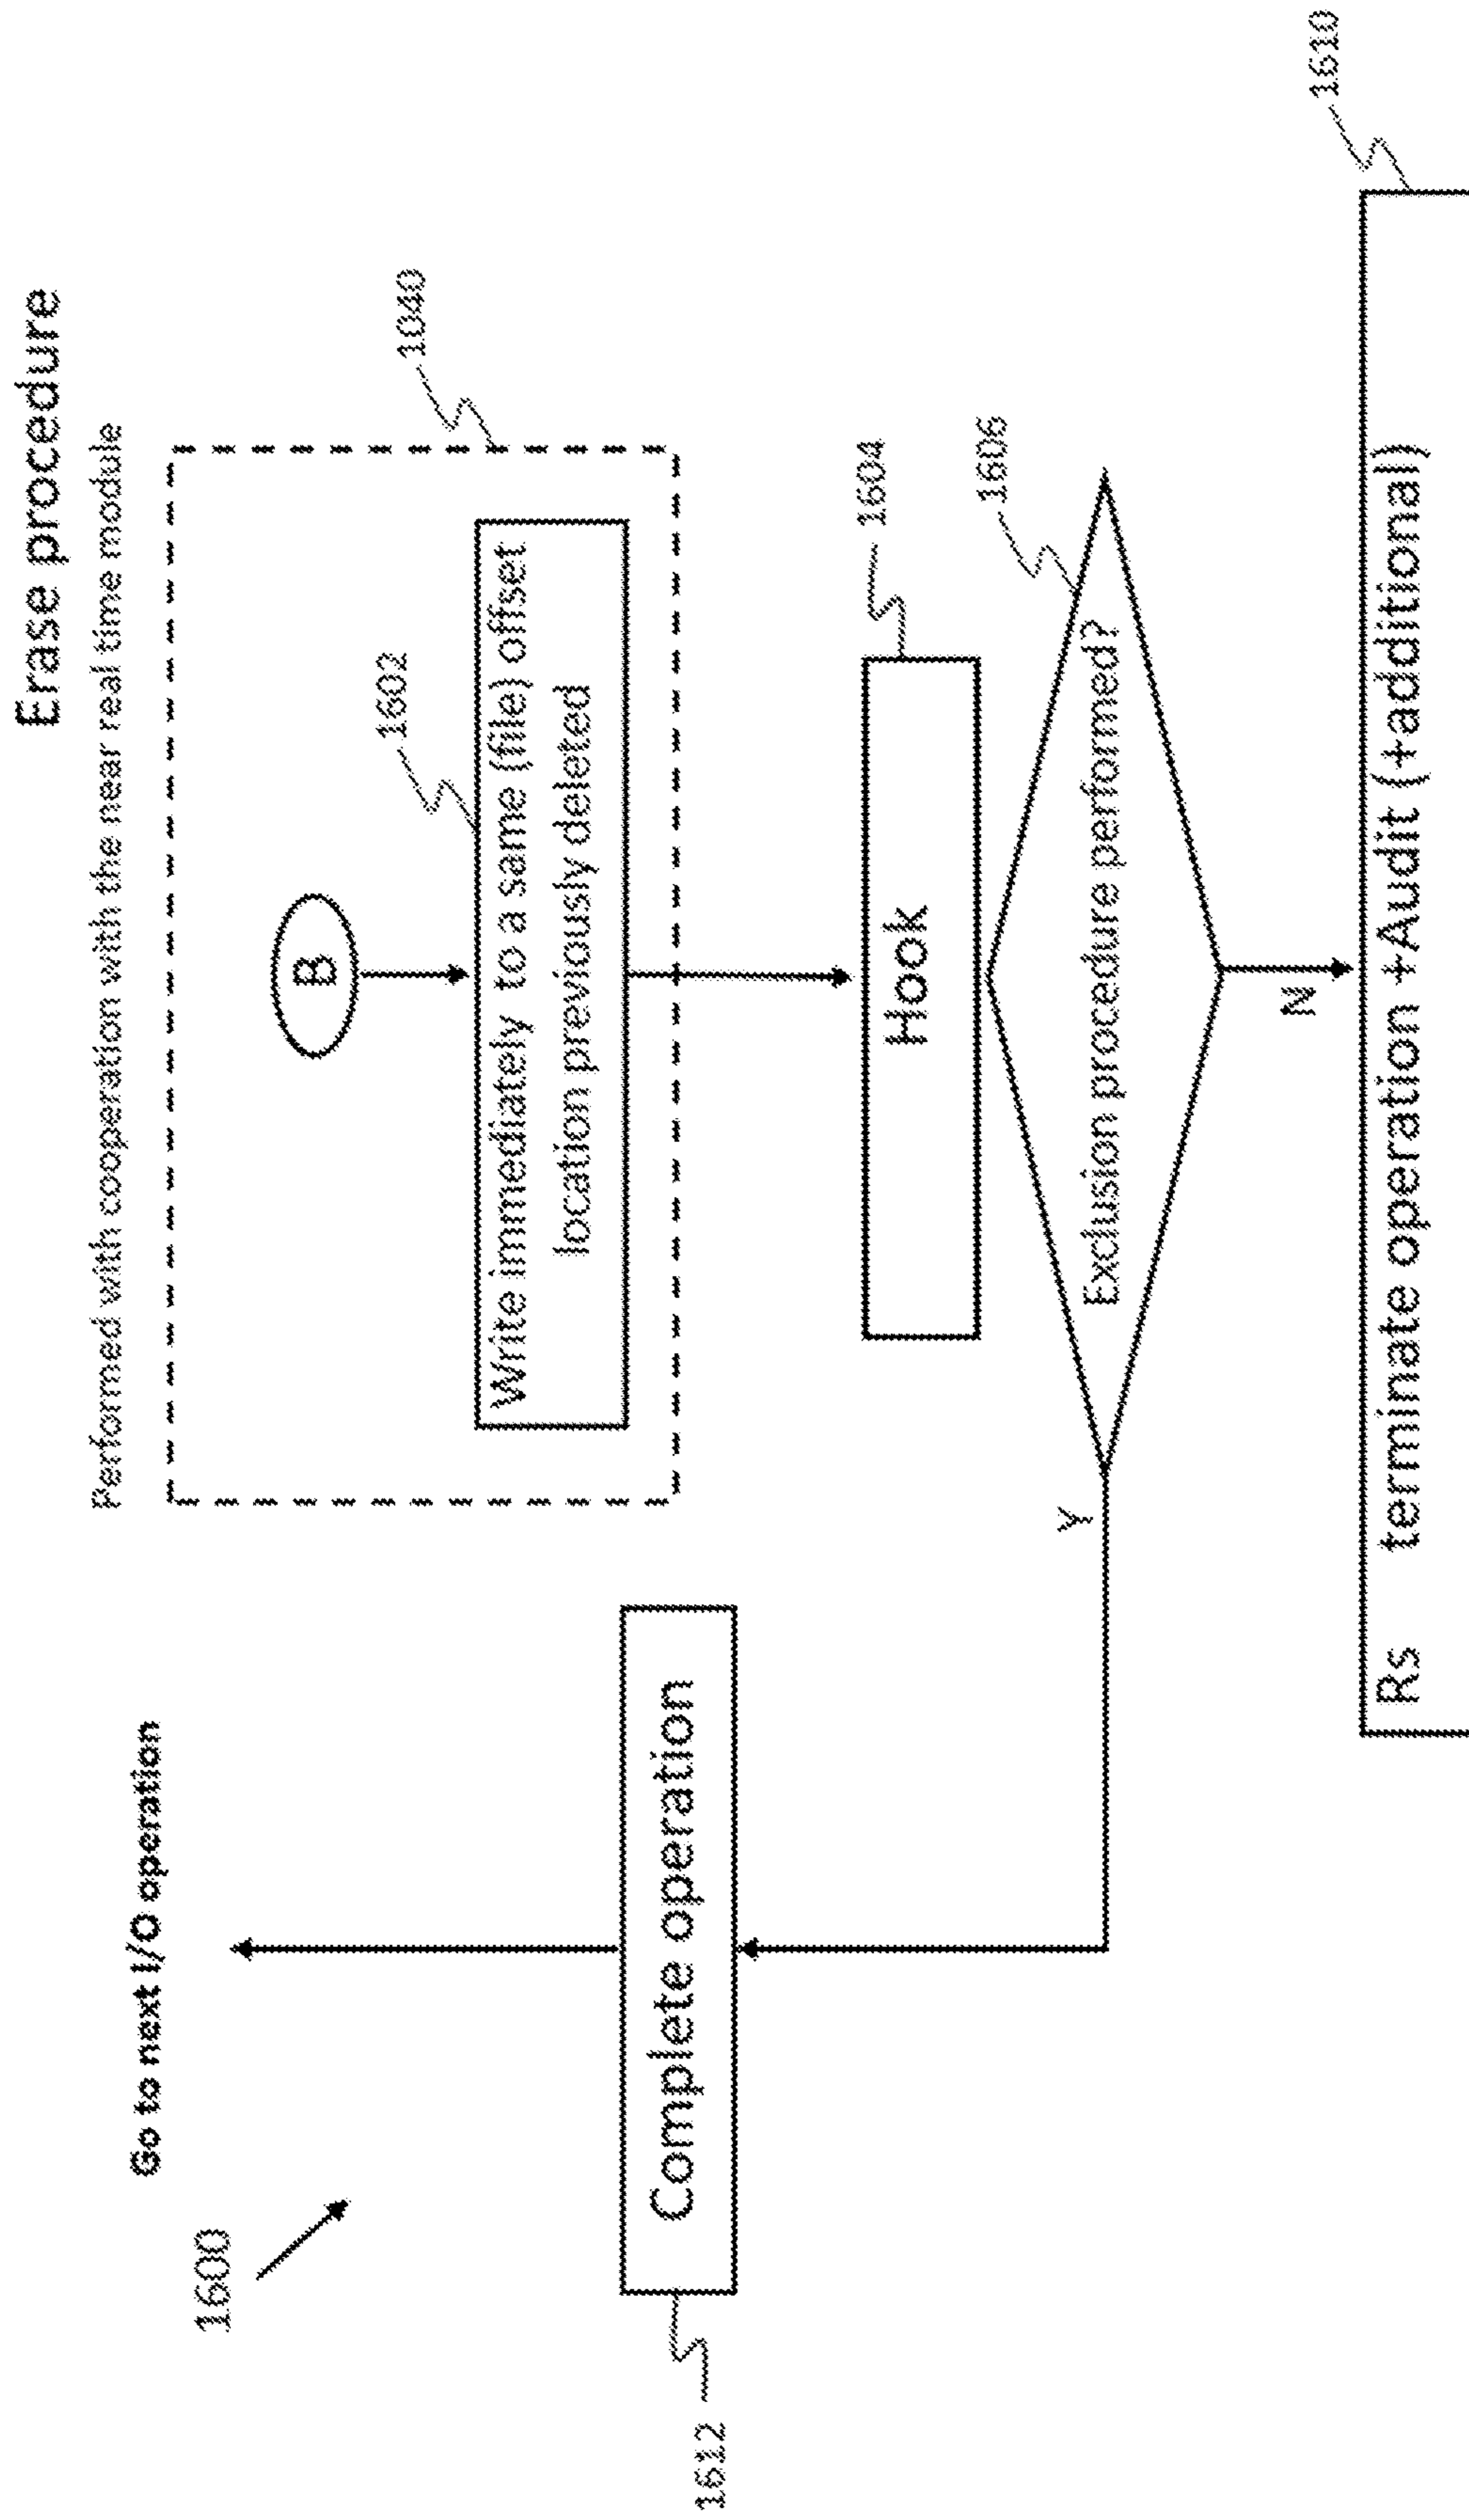 Erase procedure
Performed with cooperation with the near real time module
Go to next I/O operation
1600
1040
B
1602
Write immediately to a same (file) offset
location previously deleted
Complete operation
1612
1604
Hook
1606
Exclusion procedure performed?
Y
N
1610
Rs terminate operation +Audit (+additional)